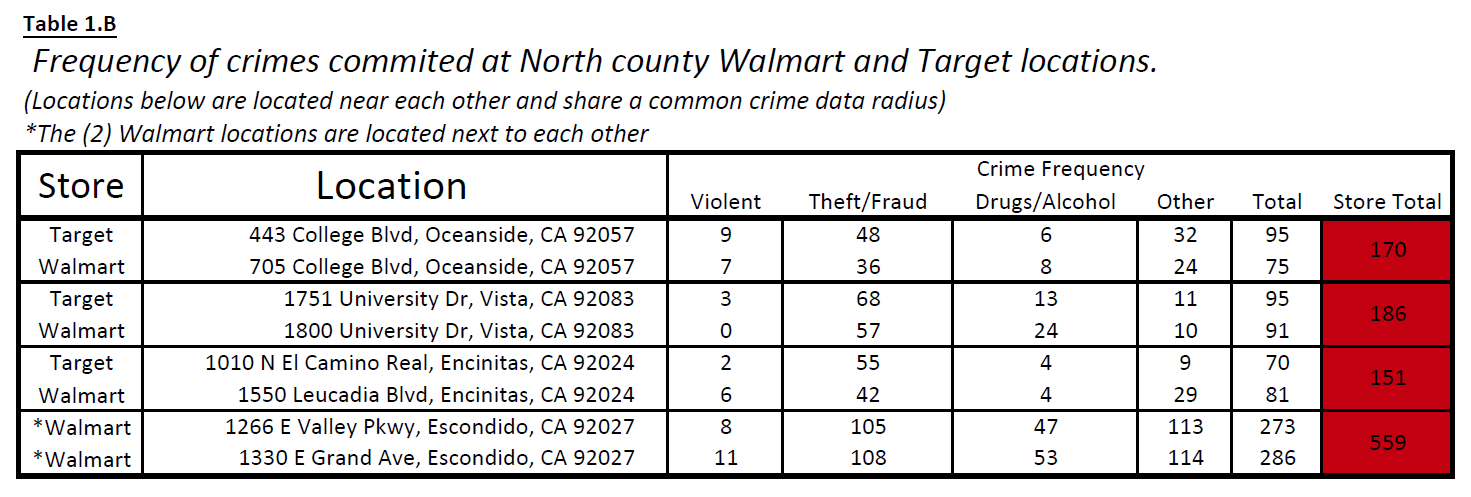 Table 1.B
Frequency of crimes commited at North county Walmart and Target locations.
(Locations below are located near each other and share a common crime data radius)
*The (2) Walmart locations are located next to each other
Store Location Crime Frequency
Violent Theft/Fraud Drugs/Alcohol Other Total Store Total
Target 443 College Blvd, Oceanside, CA 92057 9 48 6 32 95 170
Walmart 705 College Blvd, Oceanside, CA 92057 7 36 8 24 75
Target 1751 University Dr, Vista, CA 92083 3 68 13 11 95 186
Walmart 1800 University Dr, Vista, CA 92083 0 57 24 10 91
Target 1010 N El Camino Real, Encinitas, CA 92024 2 55 4 9 70 151
Walmart 1550 Leucadia Blvd, Encinitas, CA 92024 6 42 4 29 81
*Walmart 1266 E Valley Pkwy, Escondido, CA 92027 8 105 47 113 273 559
*Walmart 1330 E Grand Ave, Escondido, CA 92027 11 108 53 114 286